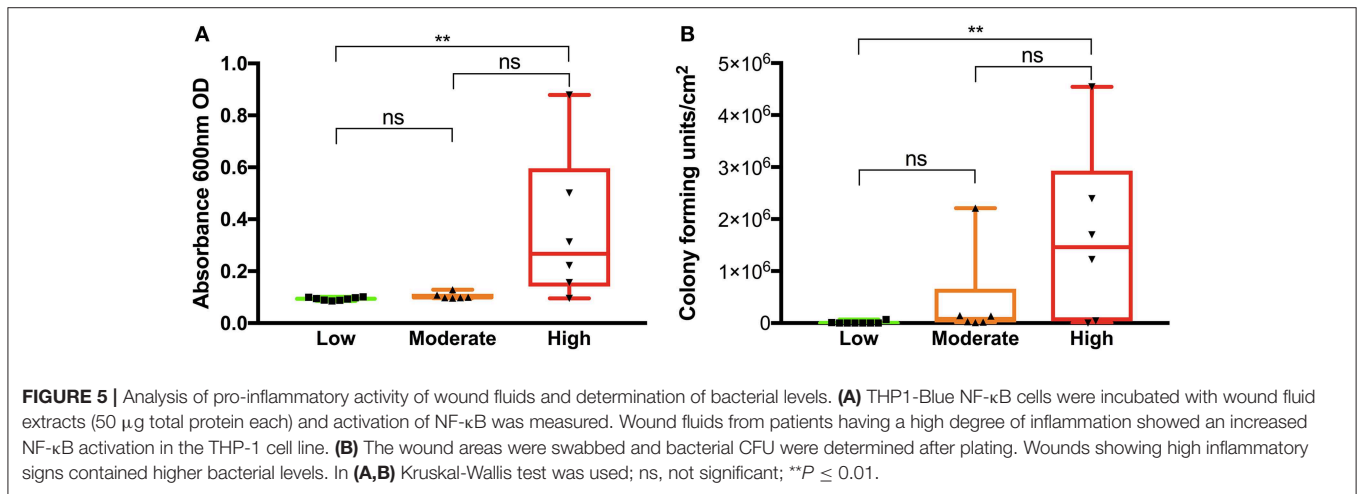 A
**
ns
ns
Absorbance 600nm OD
1.0
0.8
0.6
0.4
0.2
0.0
Low Moderate High
B
**
ns
ns
Colony forming units/cm²
5×10⁶
4×10⁶
3×10⁶
2×10⁶
1×10⁶
0
Low Moderate High
FIGURE 5 | Analysis of pro-inflammatory activity of wound fluids and determination of bacterial levels. (A) THP1-Blue NF-κB cells were incubated with wound fluid
extracts (50 μg total protein each) and activation of NF-κB was measured. Wound fluids from patients having a high degree of inflammation showed an increased
NF-κB activation in the THP-1 cell line. (B) The wound areas were swabbed and bacterial CFU were determined after plating. Wounds showing high inflammatory
signs contained higher bacterial levels. In (A,B) Kruskal-Wallis test was used; ns, not significant; **P ≤ 0.01.